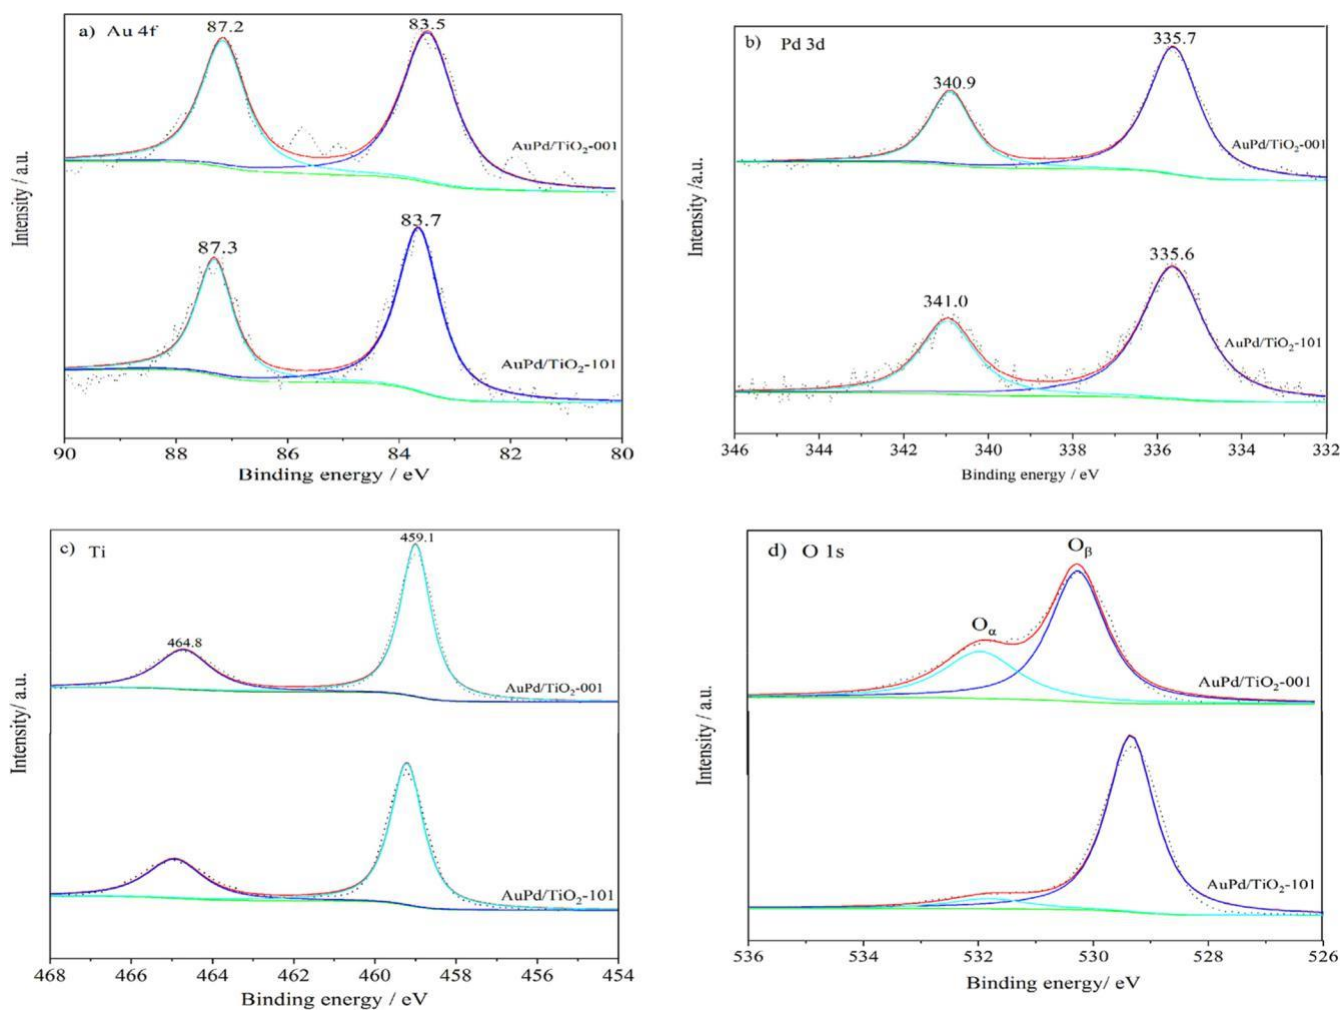 a) Au 4f
87.2
83.5
AuPd/TiO₂-001
87.3
83.7
AuPd/TiO₂-101
Intensity / a.u.
90 88 86 84 82 80
Binding energy / eV
b) Pd 3d
340.9
335.7
AuPd/TiO₂-001
341.0
335.6
AuPd/TiO₂-101
Intensity /a.u.
346 344 342 340 338 336 334 332
Binding energy / eV
c) Ti
464.8
459.1
AuPd/TiO₂-001
AuPd/TiO₂-101
Intensity/ a.u.
468 466 464 462 460 458 456 454
Binding energy / eV
d) O 1s
Oα
Oβ
AuPd/TiO₂-001
AuPd/TiO₂-101
Intensity / a.u.
536 534 532 530 528 526
Binding energy/ eV